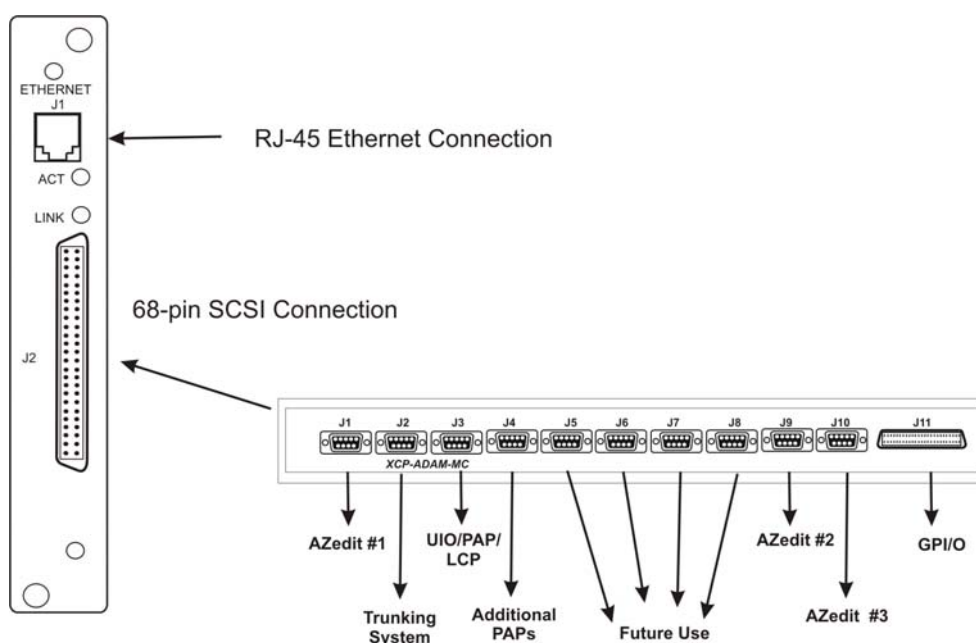 ETHERNET
J1
RJ-45 Ethernet Connection
ACT
LINK
68-pin SCSI Connection
J2
J1 J2 J3 J4 J5 J6 J7 J8 J9 J10 J11
XCP-ADAM-MC
AZedit #1
UIO/PAP/
LCP
AZedit #2
GPI/O
Trunking
System
Additional
PAPs
Future Use
AZedit #3